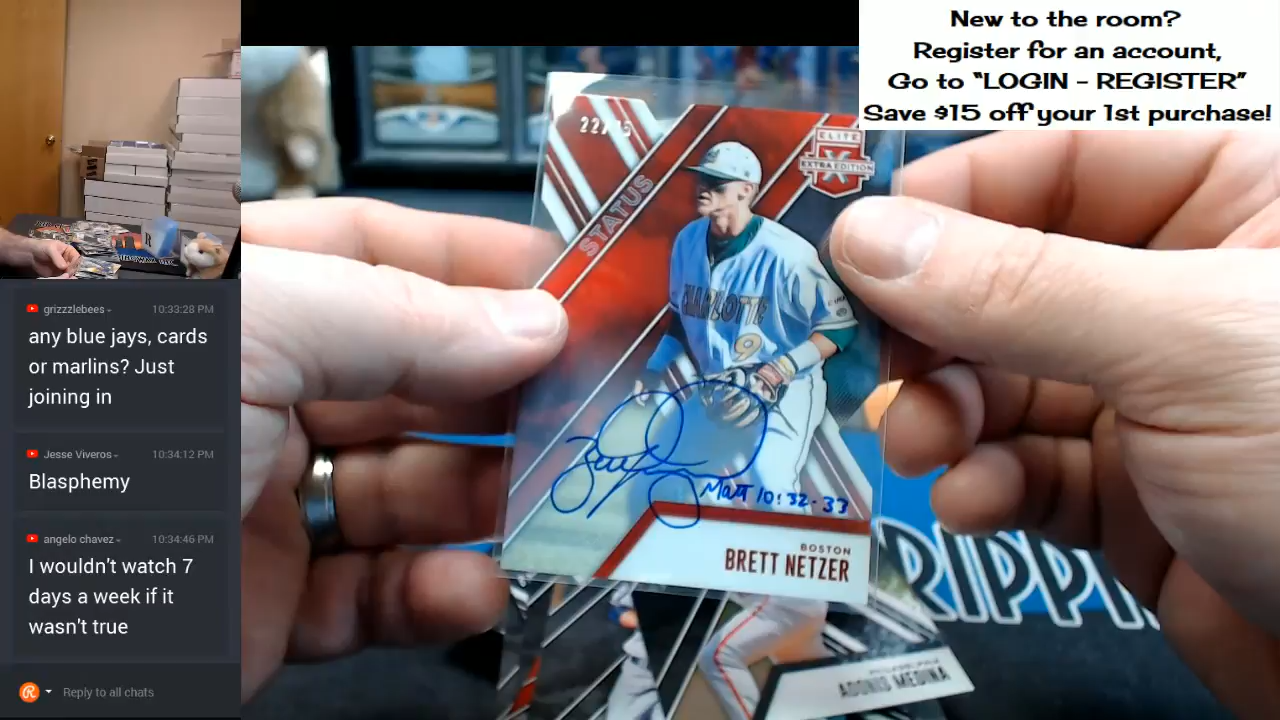 New to the room?
Register for an account,
Go to "LOGIN - REGISTER"
Save $15 off your 1st purchase!
ELITE
X
EXTRA EDITION
STATUS
CHARLOTTE
9
Matt 10:32-33
BOSTON
BRETT NETZER
ADONIS MEDINA
RIPPI
grizzzlebees 10:33:28 PM
any blue jays, cards
or marlins? Just
joining in
Jesse Viveros 10:34:12 PM
Blasphemy
angelo chavez 10:34:46 PM
I wouldn't watch 7
days a week if it
wasn't true
Reply to all chats